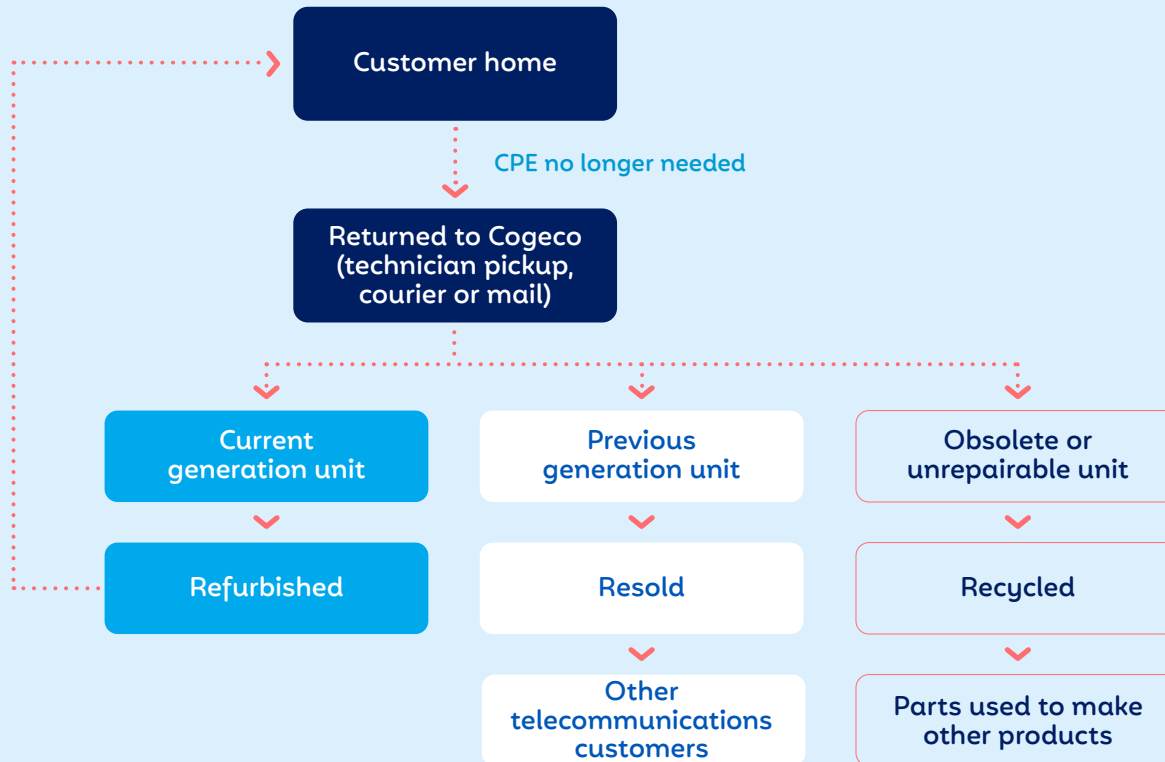 Customer home
CPE no longer needed
Returned to Cogeco
(technician pickup,
courier or mail)
Current
generation unit
Previous
generation unit
Obsolete or
unrepairable unit
Refurbished
Resold
Recycled
Other
telecommunications
customers
Parts used to make
other products